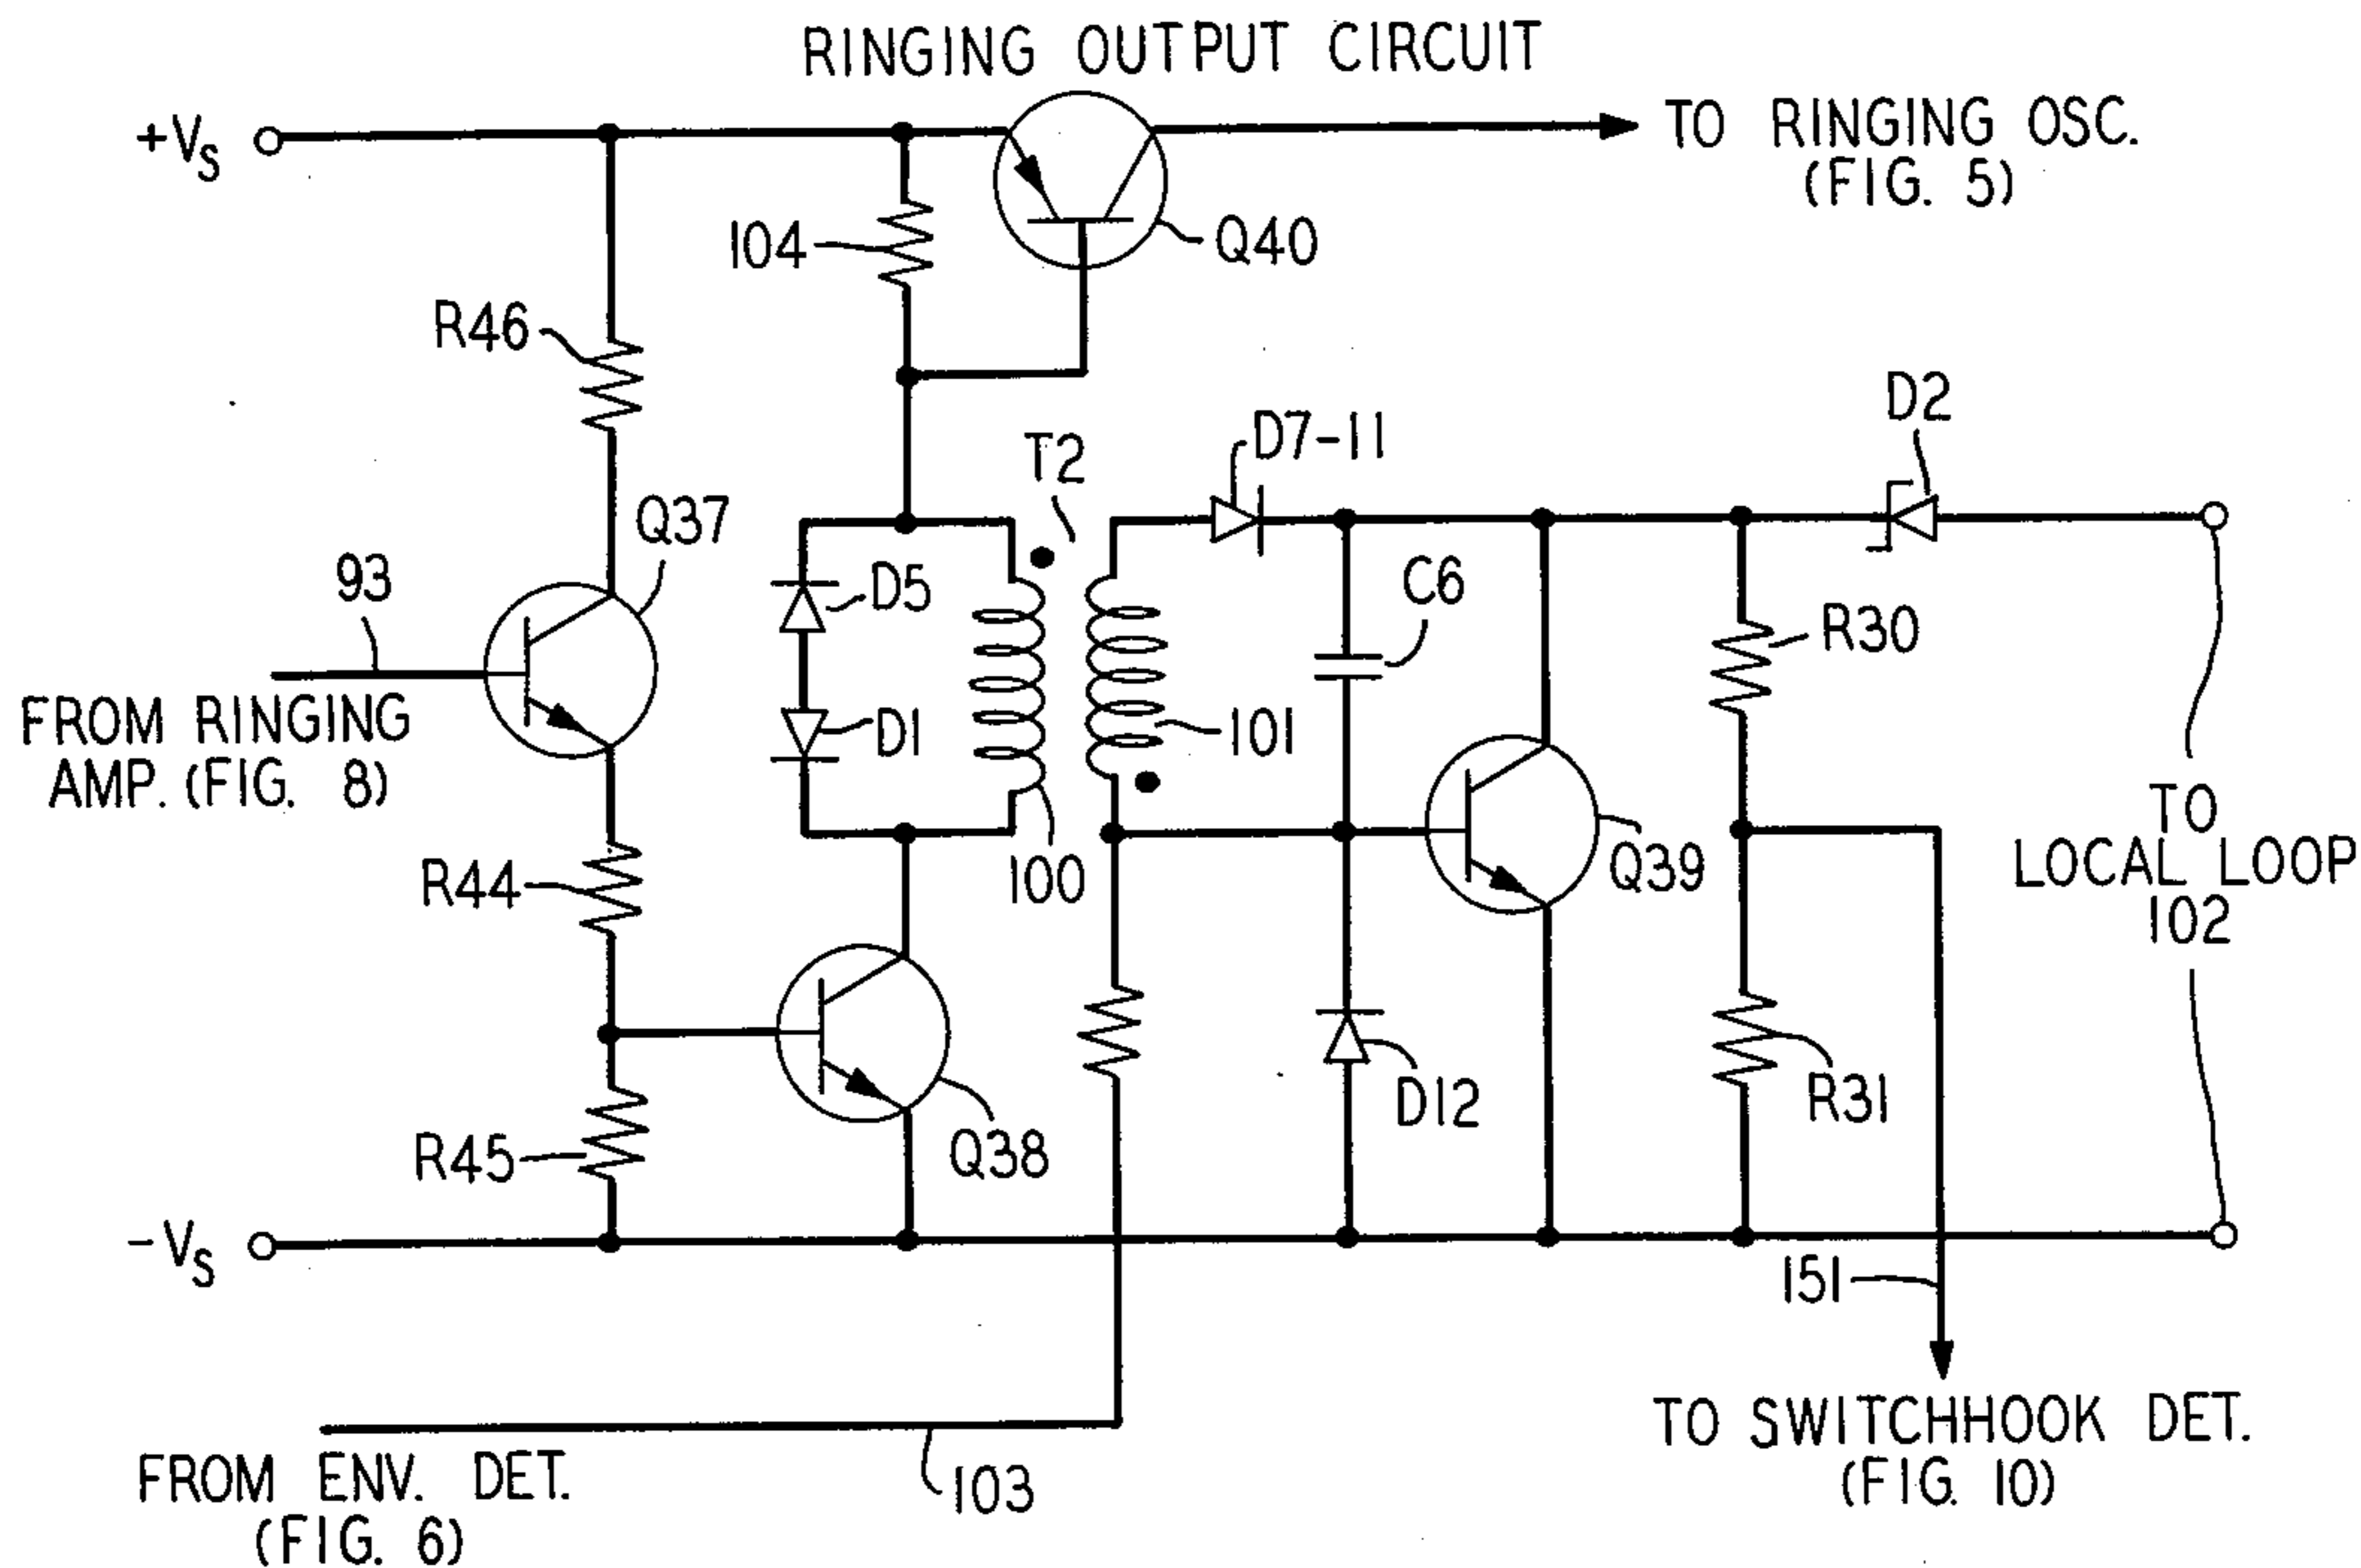 RINGING OUTPUT CIRCUIT
+VS
TO RINGING OSC.
(FIG. 5)
104
Q40
R46
D2
D7-11
T2
Q37
93
D5
C6
R30
FROM RINGING
AMP. (FIG. 8)
D1
101
TO
LOCAL LOOP
102
R44
100
Q39
D12
R31
R45
Q38
-VS
151
TO SWITCHHOOK DET.
(FIG. 10)
FROM ENV. DET.
(FIG. 6)
103